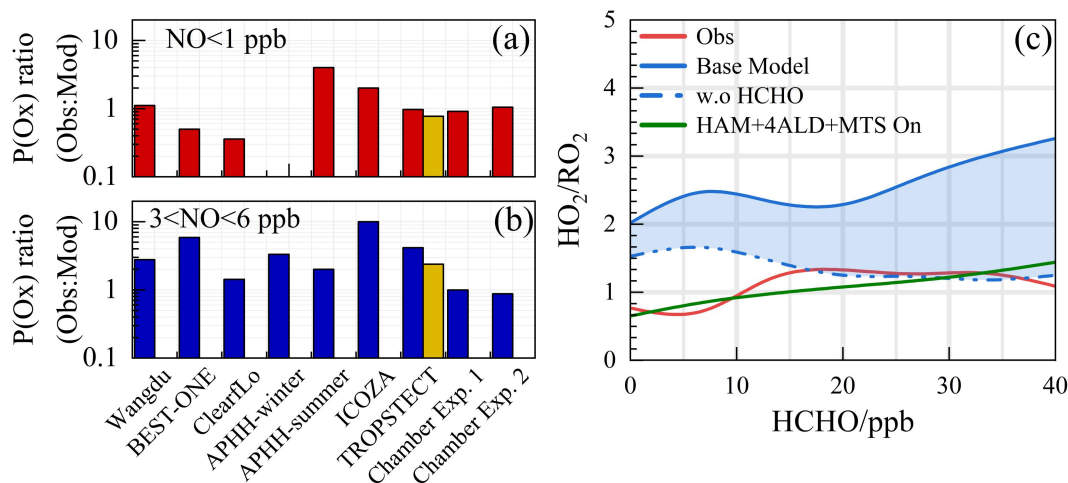 P(Ox) ratio
(Obs:Mod)
10
1
0.1
NO<1 ppb
(a)
P(Ox) ratio
(Obs:Mod)
10
1
0.1
3<NO<6 ppb
(b)
Wangdu
BEST-ONE
ClearfLo
APHH-winter
APHH-summer
ICOZA
TROPSTECT
Chamber Exp. 1
Chamber Exp. 2
HO₂/RO₂
5
4
3
2
1
0
(c)
Obs
Base Model
w.o HCHO
HAM+4ALD+MTS On
0 10 20 30 40
HCHO/ppb